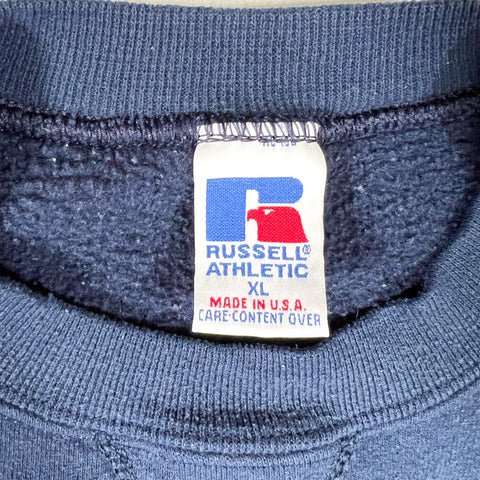 RUSSELL®
ATHLETIC
XL
MADE IN U.S.A.
CARE-CONTENT OVER